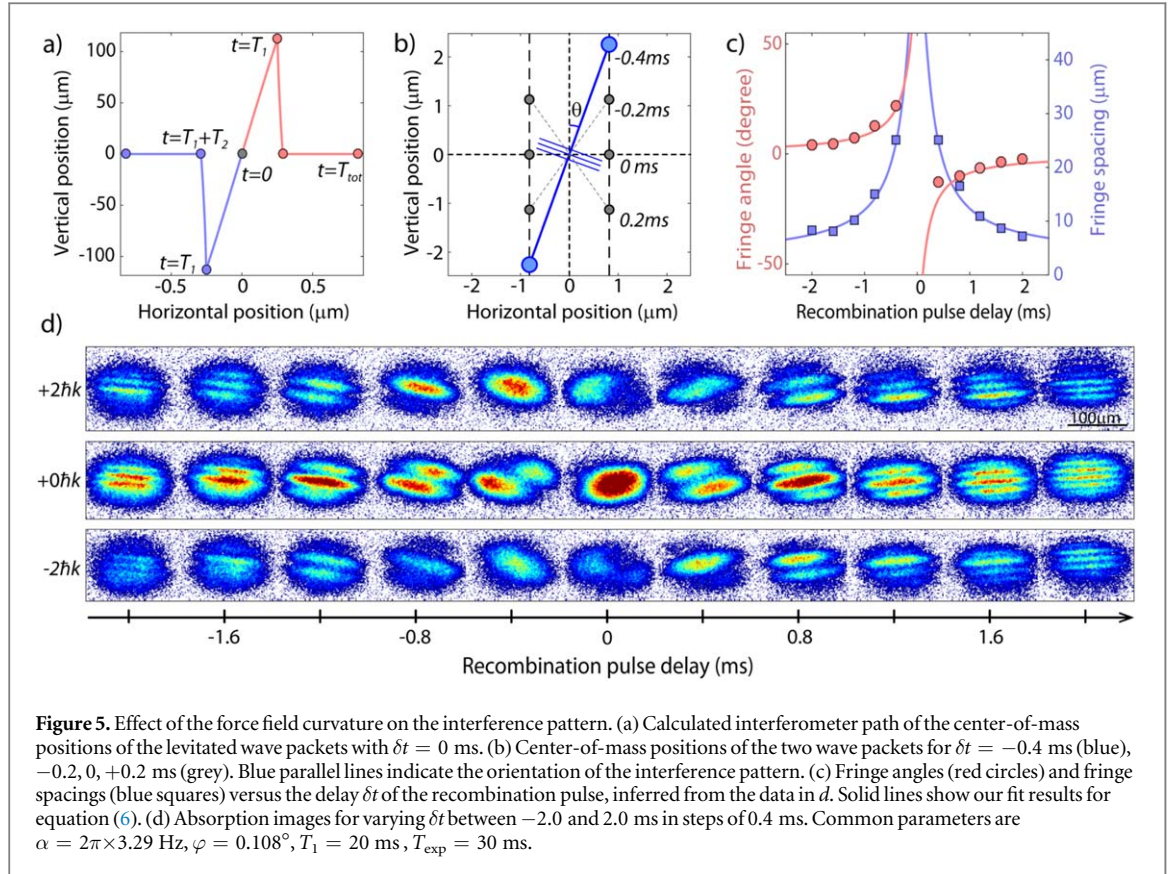 a)
100
50
0
-50
-100
Vertical position (μm)
t=T1
t=T1+T2
t=0
t=Ttot
t=T1
-0.5 0 0.5
Horizontal position (μm)
b)
2
1
0
-1
-2
Vertical position (μm)
θ
-0.4ms
-0.2ms
0 ms
0.2ms
-2 -1 0 1 2
Horizontal position (μm)
c)
50
0
-50
Fringe angle (degree)
40
30
20
10
0
Fringe spacing (μm)
-2 -1 0 1 2
Recombination pulse delay (ms)
d)
+2ħk
100μm
+0ħk
-2ħk
-1.6 -0.8 0 0.8 1.6
Recombination pulse delay (ms)
Figure 5. Effect of the force field curvature on the interference pattern. (a) Calculated interferometer path of the center-of-mass
positions of the levitated wave packets with δt = 0 ms. (b) Center-of-mass positions of the two wave packets for δt = −0.4 ms (blue),
−0.2, 0, +0.2 ms (grey). Blue parallel lines indicate the orientation of the interference pattern. (c) Fringe angles (red circles) and fringe
spacings (blue squares) versus the delay δt of the recombination pulse, inferred from the data in d. Solid lines show our fit results for
equation (6). (d) Absorption images for varying δt between −2.0 and 2.0 ms in steps of 0.4 ms. Common parameters are
α = 2π×3.29 Hz, φ = 0.108°, T1 = 20 ms , Texp = 30 ms.